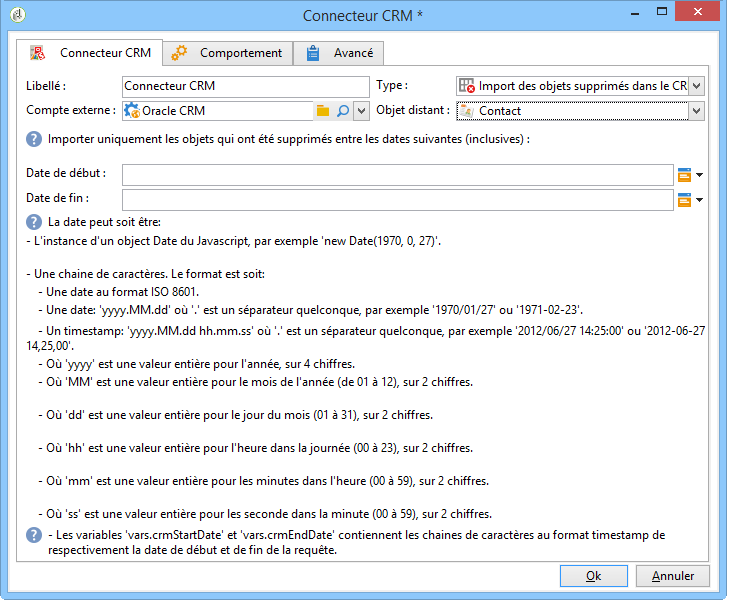 Connecteur CRM *
Connecteur CRM Comportement Avancé
Libellé : Connecteur CRM Type : Import des objets supprimés dans le CR
Compte externe : Oracle CRM Objet distant : Contact
Importer uniquement les objets qui ont été supprimés entre les dates suivantes (inclusives) :
Date de début :
Date de fin :
La date peut soit être:
- L'instance d'un object Date du Javascript, par exemple 'new Date(1970, 0, 27)'.
- Une chaine de caractères. Le format est soit:
- Une date au format ISO 8601.
- Une date: 'yyyy.MM.dd' où '.' est un séparateur quelconque, par exemple '1970/01/27' ou '1971-02-23'.
- Un timestamp: 'yyyy.MM.dd hh.mm.ss' où '.' est un séparateur quelconque, par exemple '2012/06/27 14:25:00' ou '2012-06-27
14,25,00'.
- Où 'yyyy' est une valeur entière pour l'année, sur 4 chiffres.
- Où 'MM' est une valeur entière pour le mois de l'année (de 01 à 12), sur 2 chiffres.
- Où 'dd' est une valeur entière pour le jour du mois (01 à 31), sur 2 chiffres.
- Où 'hh' est une valeur entière pour l'heure dans la journée (00 à 23), sur 2 chiffres.
- Où 'mm' est une valeur entière pour les minutes dans l'heure (00 à 59), sur 2 chiffres.
- Où 'ss' est une valeur entière pour les seconde dans la minute (00 à 59), sur 2 chiffres.
- Les variables 'vars.crmStartDate' et 'vars.crmEndDate' contiennent les chaines de caractères au format timestamp de
respectivement la date de début et de fin de la requête.
Ok Annuler